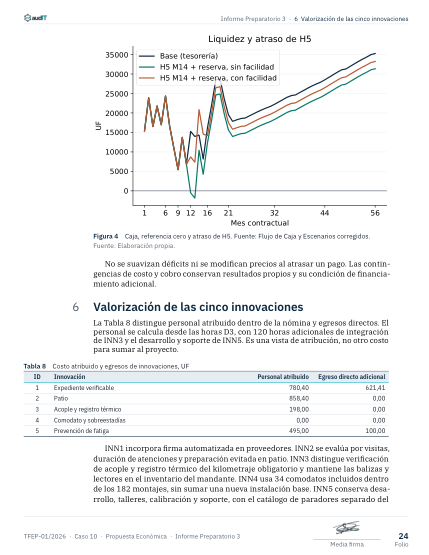 audIT
Informe Preparatorio 3 · 6 Valorización de las cinco innovaciones
Liquidez y atraso de H5
Base (tesorería)
H5 M14 + reserva, sin facilidad
H5 M14 + reserva, con facilidad
35000
30000
25000
20000
15000
10000
5000
0
UF
1 6 9 12 16 21 32 44 56
Mes contractual
Figura 4 Caja, referencia cero y atraso de H5. Fuente: Flujo de Caja y Escenarios corregidos.
Fuente: Elaboración propia.
No se suavizan déficits ni se modifican precios al atrasar un pago. Las contin-
gencias de costo y cobro conservan resultados propios y su condición de financia-
miento adicional.
6 Valorización de las cinco innovaciones
La Tabla 8 distingue personal atribuido dentro de la nómina y egresos directos. El
personal se calcula desde las horas D3, con 120 horas adicionales de integración
de INN3 y el desarrollo y soporte de INN5. Es una vista de atribución, no otro costo
para sumar al proyecto.
Tabla 8 Costo atribuido y egresos de innovaciones, UF
ID Innovación Personal atribuido Egreso directo adicional
1 Expediente verificable 780,40 621,41
2 Patio 858,40 0,00
3 Acople y registro térmico 198,00 0,00
4 Comodato y sobreestadías 0,00 0,00
5 Prevención de fatiga 495,00 100,00
INN1 incorpora firma automatizada en proveedores. INN2 se evalúa por visitas,
duración de atenciones y preparación evitada en patio. INN3 distingue verificación
de acople y registro térmico del kilometraje obligatorio y mantiene las balizas y
lectores en el inventario del mandante. INN4 usa 34 comodatos incluidos dentro
de los 182 montajes, sin sumar una nueva instalación base. INN5 conserva desa-
rrollo, talleres, calibración y soporte, con el catálogo de paradores separado del
TFEP-01/2026 · Caso 10 · Propuesta Económica · Informe Preparatorio 3
Media firma
24
Folio